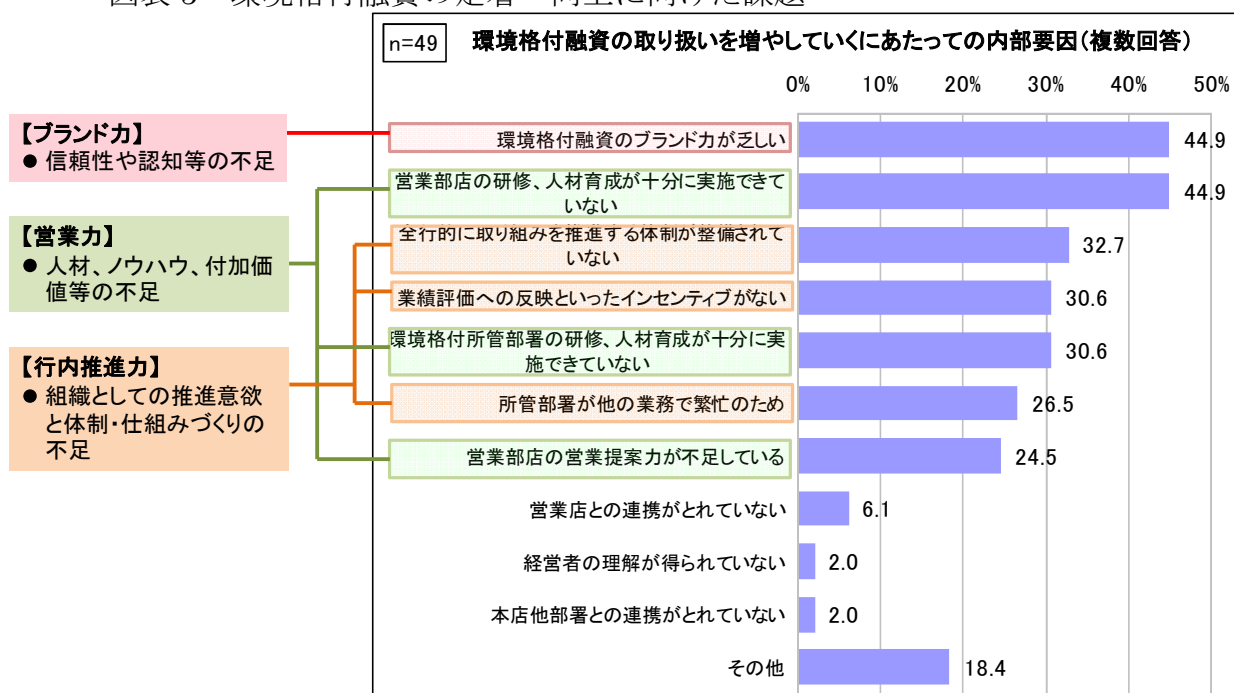 n=49
環境格付融資の取り扱いを増やしていくにあたっての内部要因(複数回答)
0% 10% 20% 30% 40% 50%
【ブランド力】
● 信頼性や認知等の不足
【営業力】
● 人材、ノウハウ、付加価
値等の不足
【行内推進力】
● 組織としての推進意欲
と体制・仕組みづくりの
不足
環境格付融資のブランド力が乏しい
44.9
営業部店の研修、人材育成が十分に実施できて
いない
44.9
全行的に取り組みを推進する体制が整備されて
いない
32.7
業績評価への反映といったインセンティブがない
30.6
環境格付所管部署の研修、人材育成が十分に実
施できていない
30.6
所管部署が他の業務で繁忙のため
26.5
営業部店の営業提案力が不足している
24.5
営業店との連携がとれていない
6.1
経営者の理解が得られていない
2.0
本店他部署との連携がとれていない
2.0
その他
18.4